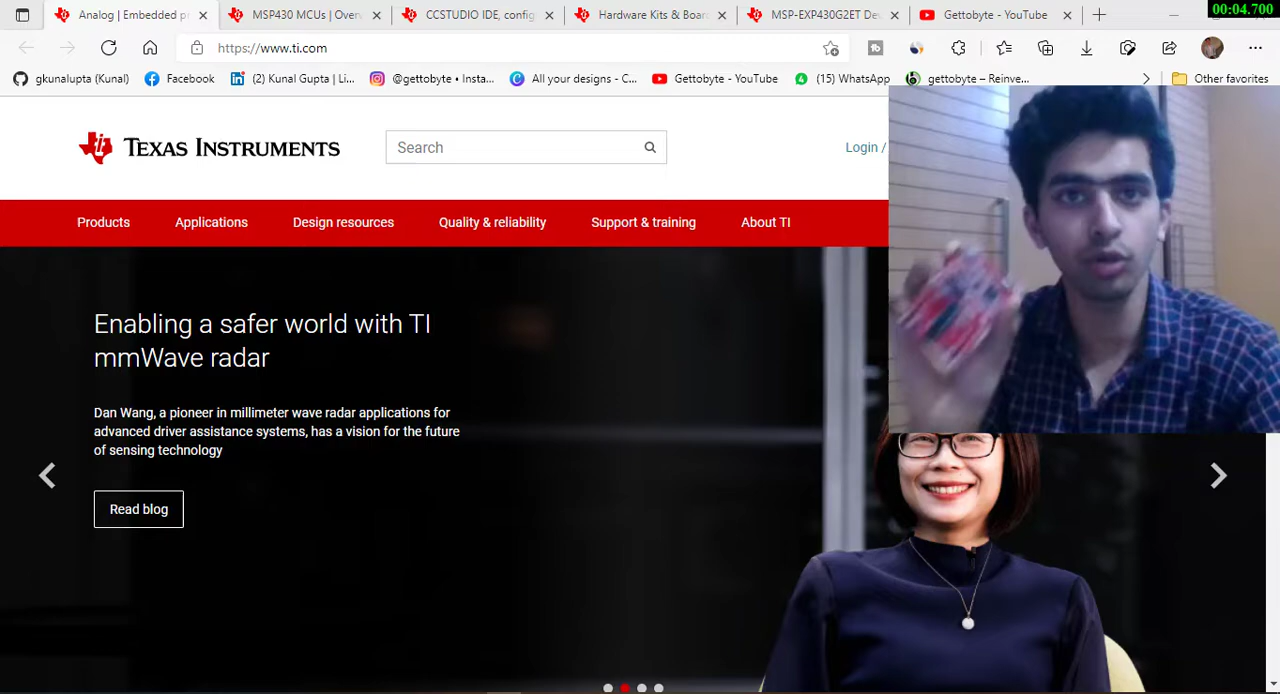 00:04.700
Analog | Embedded pr
MSP430 MCUs | Over
CCSTUDIO IDE, config
Hardware Kits & Boar
MSP-EXP430G2ET De
Gettobyte - YouTube
https://www.ti.com
gkunalupta (Kunal)
Facebook
(2) Kunal Gupta | Li...
@gettobyte • Insta...
All your designs - C...
Gettobyte - YouTube
(15) WhatsApp
gettobyte – Reinve...
Other favorites
TEXAS INSTRUMENTS
Search
Login /
Products
Applications
Design resources
Quality & reliability
Support & training
About TI
Enabling a safer world with TI
mmWave radar
Dan Wang, a pioneer in millimeter wave radar applications for
advanced driver assistance systems, has a vision for the future
of sensing technology
Read blog